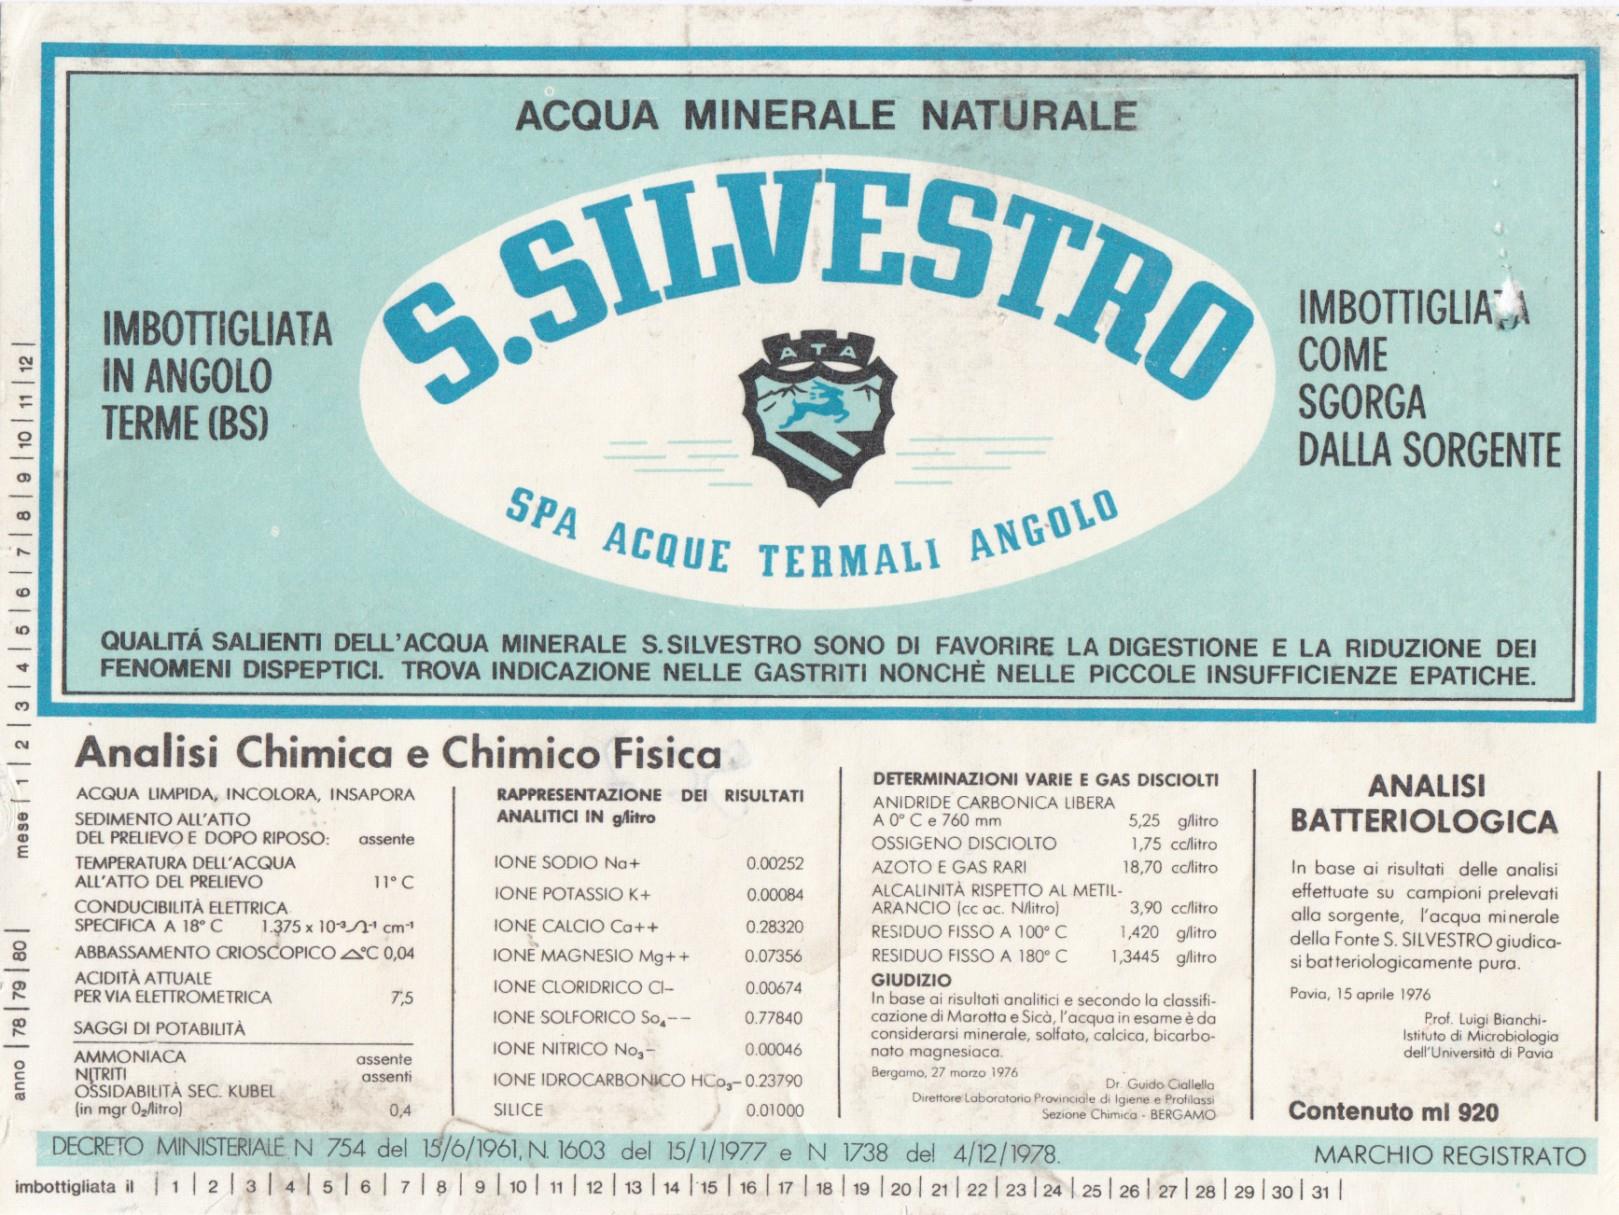 ACQUA MINERALE NATURALE
S.SILVESTRO
IMBOTTIGLIATA
IN ANGOLO
TERME (BS)
ATA
IMBOTTIGLIATA
COME
SGORGA
DALLA SORGENTE
SPA ACQUE TERMALI ANGOLO
QUALITÁ SALIENTI DELL'ACQUA MINERALE S.SILVESTRO SONO DI FAVORIRE LA DIGESTIONE E LA RIDUZIONE DEI
FENOMENI DISPEPTICI. TROVA INDICAZIONE NELLE GASTRITI NONCHÈ NELLE PICCOLE INSUFFICIENZE EPATICHE.
anno | 78 | 79 | 80 | mese | 1 | 2 | 3 | 4 | 5 | 6 | 7 | 8 | 9 | 10 | 11 | 12 |
Analisi Chimica e Chimico Fisica
ACQUA LIMPIDA, INCOLORA, INSAPORA
SEDIMENTO ALL'ATTO
DEL PRELIEVO E DOPO RIPOSO: assente
TEMPERATURA DELL'ACQUA
ALL'ATTO DEL PRELIEVO 11° C
CONDUCIBILITÀ ELETTRICA
SPECIFICA A 18° C 1.375 x 10⁻³ Ω⁻¹ cm⁻¹
ABBASSAMENTO CRIOSCOPICO △°C 0,04
ACIDITÀ ATTUALE
PER VIA ELETTROMETRICA 7,5
SAGGI DI POTABILITÀ
AMMONIACA assente
NITRITI assenti
OSSIDABILITÀ SEC. KUBEL
(in mgr O₂/litro) 0,4
RAPPRESENTAZIONE DEI RISULTATI
ANALITICI IN g/litro
IONE SODIO Na+ 0.00252
IONE POTASSIO K+ 0.00084
IONE CALCIO Ca++ 0.28320
IONE MAGNESIO Mg++ 0.07356
IONE CLORIDRICO Cl- 0.00674
IONE SOLFORICO So₄-- 0.77840
IONE NITRICO No₃- 0.00046
IONE IDROCARBONICO HCo₃- 0.23790
SILICE 0.01000
DETERMINAZIONI VARIE E GAS DISCIOLTI
ANIDRIDE CARBONICA LIBERA
A 0° C e 760 mm 5,25 g/litro
OSSIGENO DISCIOLTO 1,75 cc/litro
AZOTO E GAS RARI 18,70 cc/litro
ALCALINITÀ RISPETTO AL METIL-
ARANCIO (cc ac. N/litro) 3,90 cc/litro
RESIDUO FISSO A 100° C 1,420 g/litro
RESIDUO FISSO A 180° C 1,3445 g/litro
GIUDIZIO
In base ai risultati analitici e secondo la classifi-
cazione di Marotta e Sicà, l'acqua in esame è da
considerarsi minerale, solfato, calcica, bicarbo-
nato magnesiaca.
Bergamo, 27 marzo 1976
Dr. Guido Ciallella
Direttore Laboratorio Provinciale di Igiene e Profilassi
Sezione Chimica - BERGAMO
ANALISI
BATTERIOLOGICA
In base ai risultati delle analisi
effettuate su campioni prelevati
alla sorgente, l'acqua minerale
della Fonte S. SILVESTRO giudica-
si batteriologicamente pura.
Pavia, 15 aprile 1976
Prof. Luigi Bianchi-
Istituto di Microbiologia
dell'Università di Pavia
Contenuto ml 920
DECRETO MINISTERIALE N 754 del 15/6/1961, N. 1603 del 15/1/1977 e N 1738 del 4/12/1978. MARCHIO REGISTRATO
imbottigliata il | 1 | 2 | 3 | 4 | 5 | 6 | 7 | 8 | 9 | 10 | 11 | 12 | 13 | 14 | 15 | 16 | 17 | 18 | 19 | 20 | 21 | 22 | 23 | 24 | 25 | 26 | 27 | 28 | 29 | 30 | 31 |